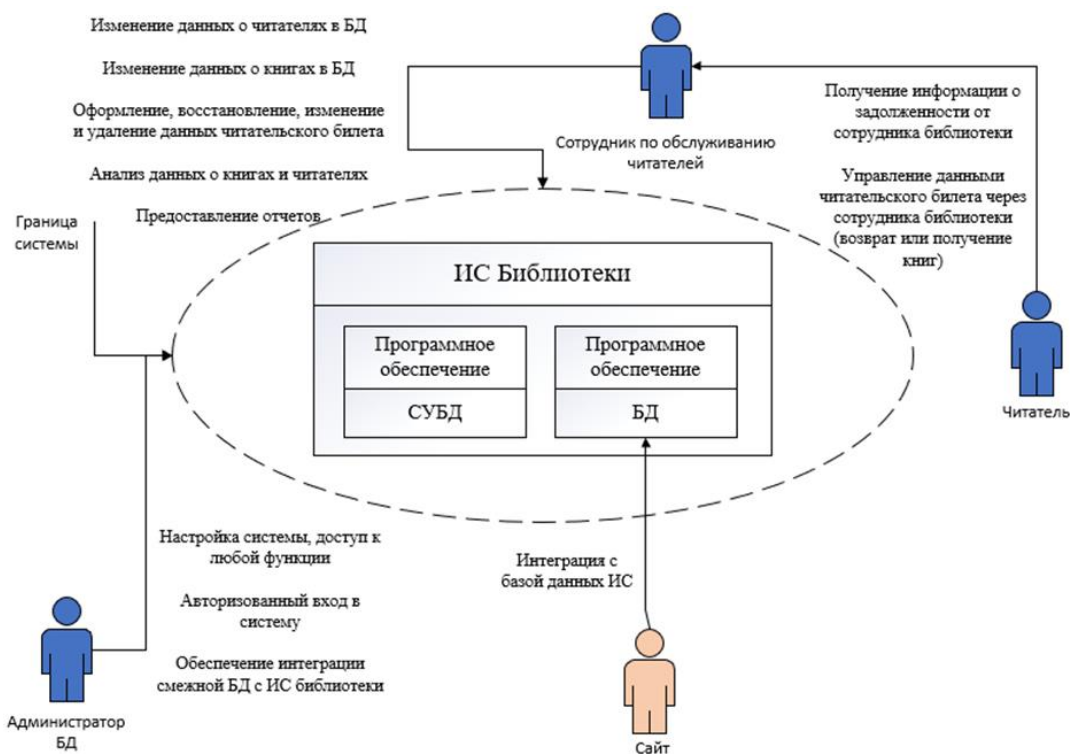 Изменение данных о читателях в БД
Изменение данных о книгах в БД
Оформление, восстановление, изменение
и удаление данных читательского билета
Анализ данных о книгах и читателях
Предоставление отчетов
Граница
системы
Сотрудник по обслуживанию
читателей
Получение информации о
задолженности от
сотрудника библиотеки
Управление данными
читательского билета через
сотрудника библиотеки
(возврат или получение
книг)
Читатель
ИС Библиотеки
Программное
обеспечение
СУБД
Программное
обеспечение
БД
Настройка системы, доступ к
любой функции
Авторизованный вход в
систему
Обеспечение интеграции
смежной БД с ИС библиотеки
Администратор
БД
Интеграция с
базой данных ИС
Сайт